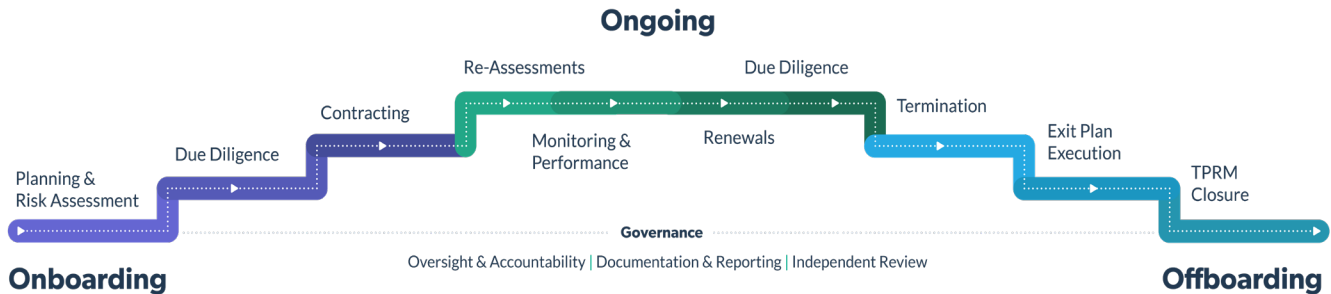 Ongoing
Re-Assessments
Due Diligence
Contracting
Termination
Monitoring &
Performance
Renewals
Exit Plan
Execution
Due Diligence
Planning &
Risk Assessment
TPRM
Closure
Governance
Oversight & Accountability | Documentation & Reporting | Independent Review
Onboarding
Offboarding